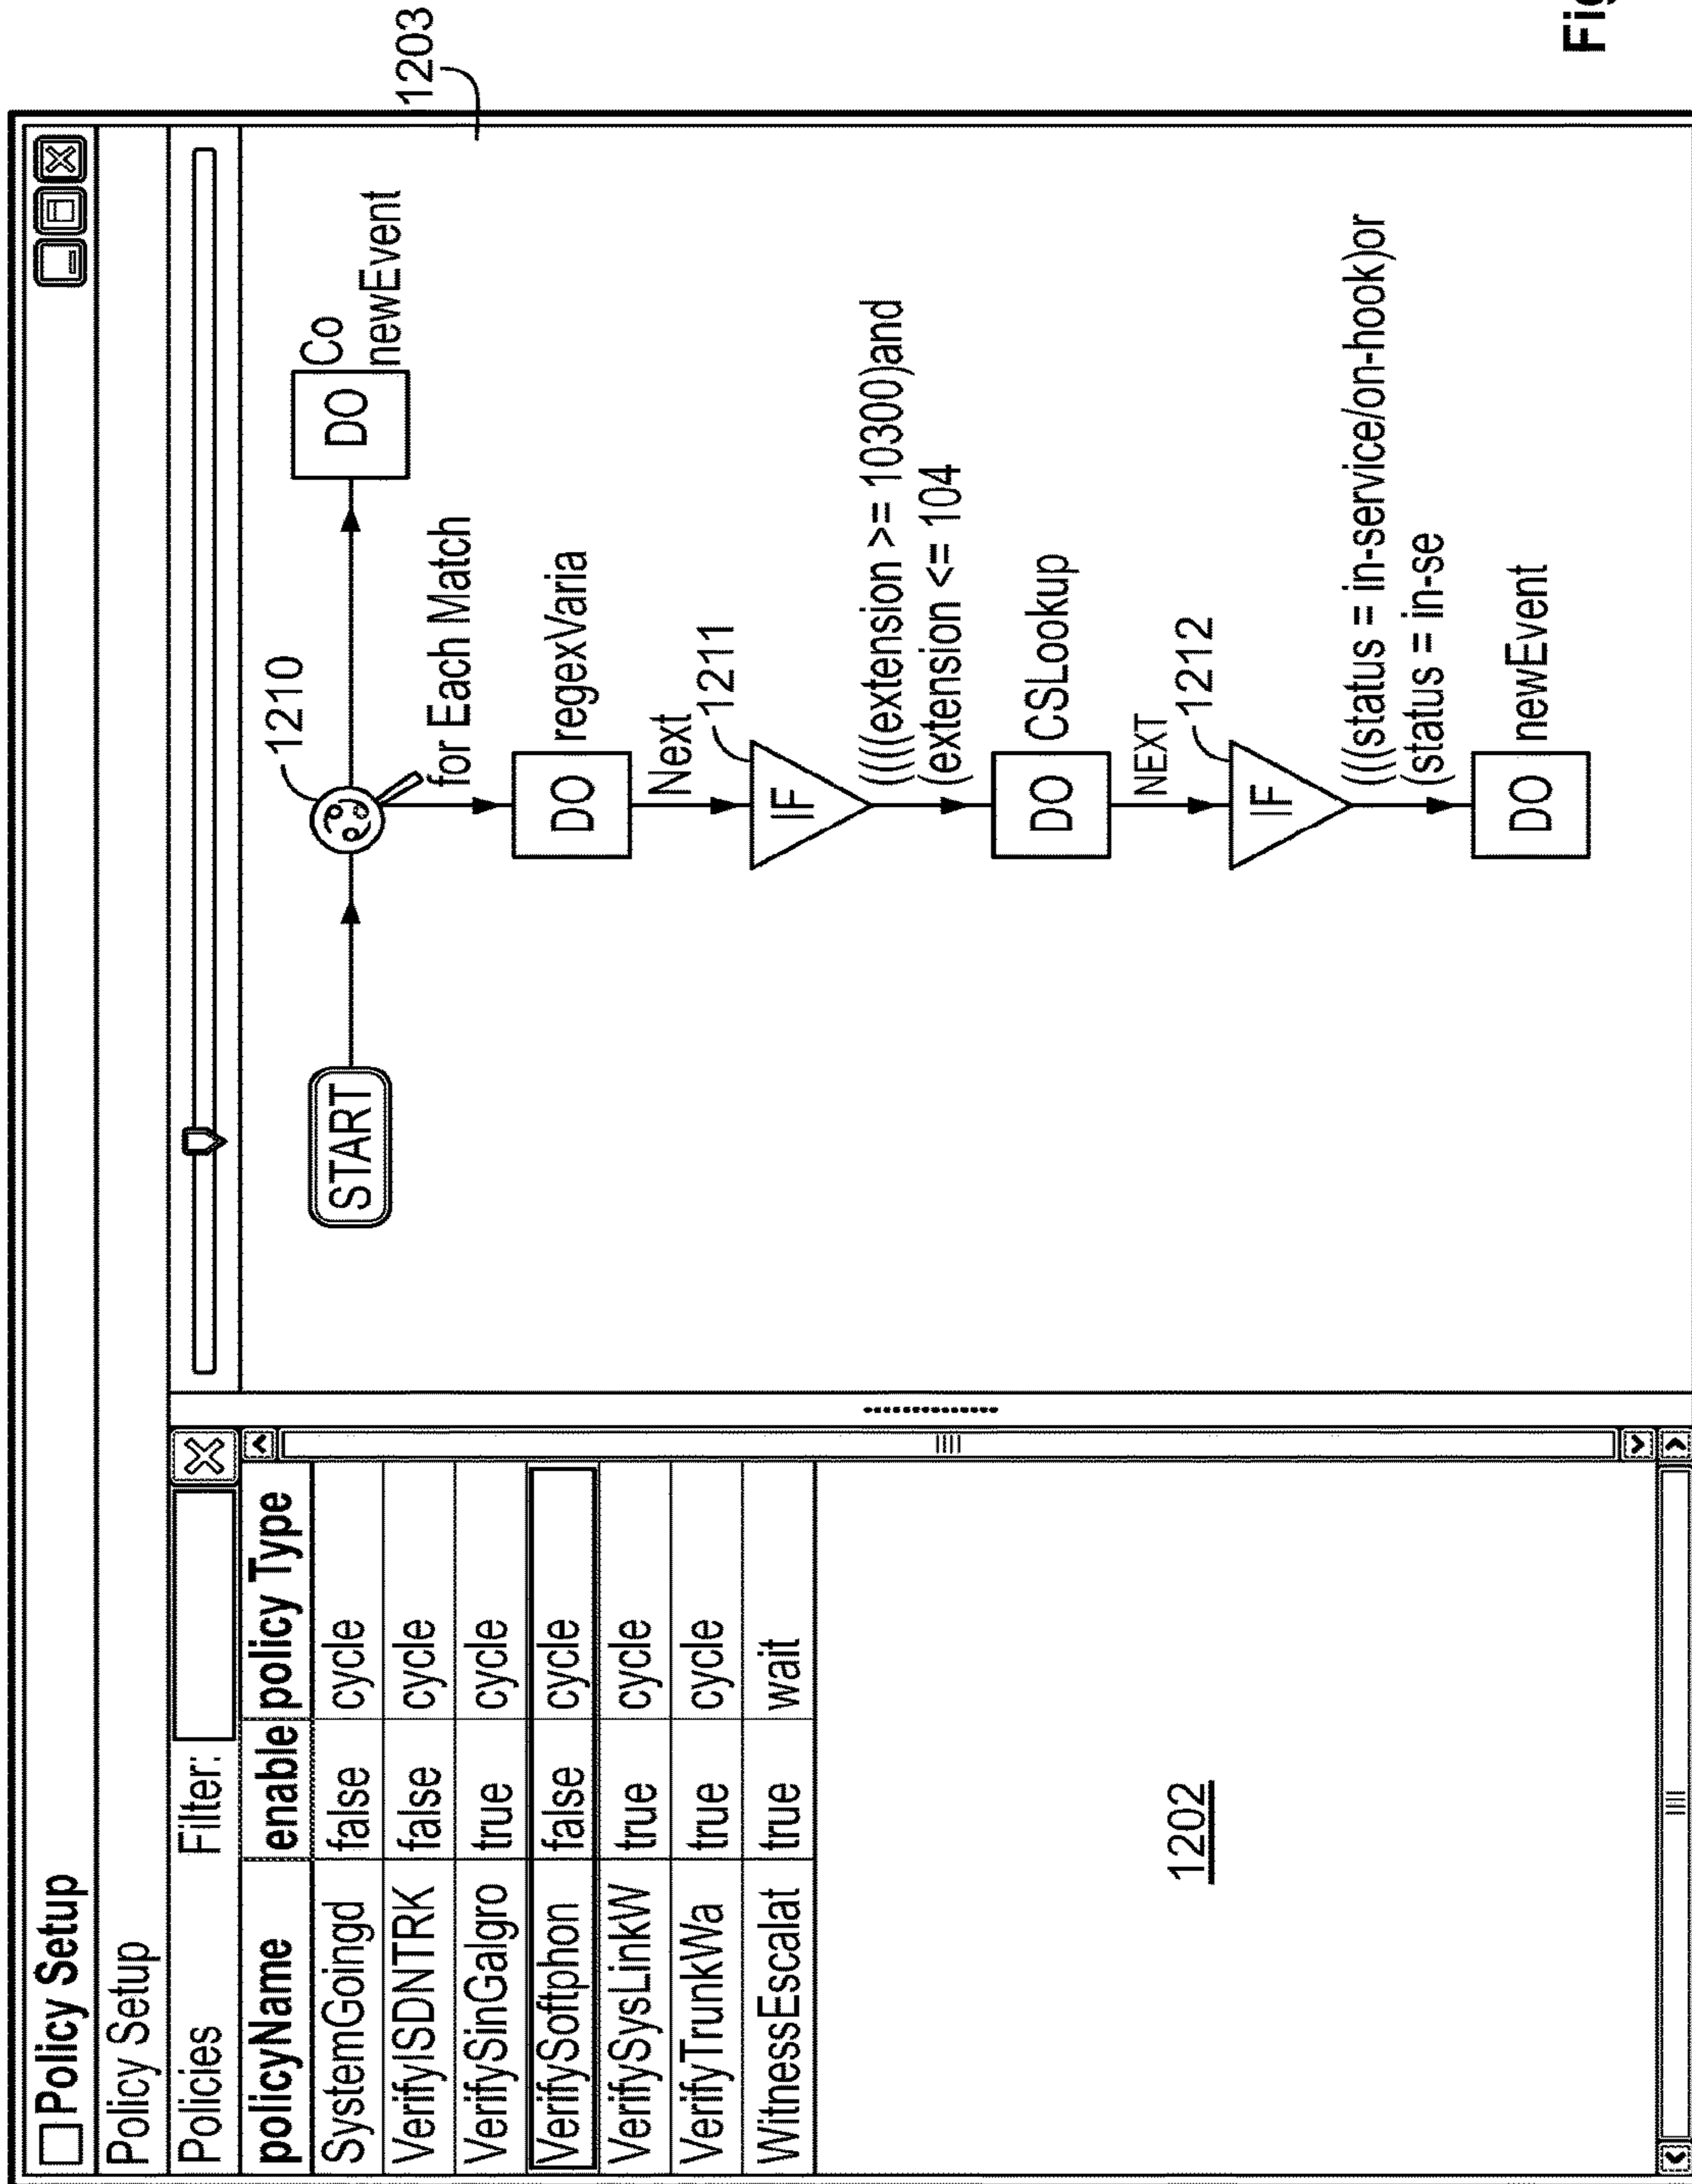 Policy Setup
Policy Setup
Policies Filter:
policyName enable policy Type
SystemGoingd false cycle
VerifyISDNTRK false cycle
VerifySinGalgro true cycle
VerifySoftphon false cycle
VerifySysLinkW true cycle
VerifyTrunkWa true cycle
WitnessEscalat true wait
1202
1203
START
1210
DO
Co
newEvent
for Each Match
DO regexVaria
Next
1211
IF
(((((extension >= 10300)and
(extension <= 104
DO CSLookup
NEXT
1212
IF
((((status = in-service/on-hook)or
(status = in-se
DO newEvent
Fig